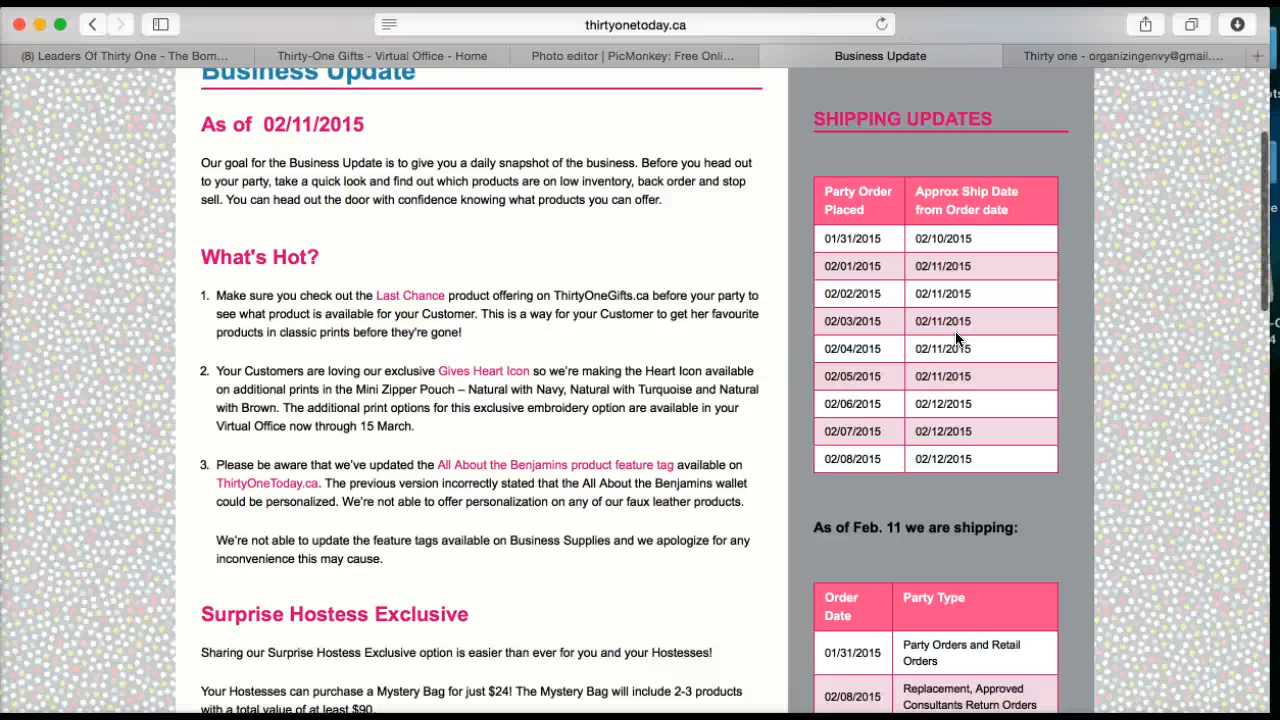 thirtyonetoday.ca
(8) Leaders Of Thirty One - The Bom...
Thirty-One Gifts - Virtual Office - Home
Photo editor | PicMonkey: Free Onli...
Business Update
Thirty one - organizingenvy@gmail....
Business Update
As of 02/11/2015
Our goal for the Business Update is to give you a daily snapshot of the business. Before you head out
to your party, take a quick look and find out which products are on low inventory, back order and stop
sell. You can head out the door with confidence knowing what products you can offer.
What's Hot?
1. Make sure you check out the Last Chance product offering on ThirtyOneGifts.ca before your party to
see what product is available for your Customer. This is a way for your Customer to get her favourite
products in classic prints before they're gone!
2. Your Customers are loving our exclusive Gives Heart Icon so we're making the Heart Icon available
on additional prints in the Mini Zipper Pouch – Natural with Navy, Natural with Turquoise and Natural
with Brown. The additional print options for this exclusive embroidery option are available in your
Virtual Office now through 15 March.
3. Please be aware that we've updated the All About the Benjamins product feature tag available on
ThirtyOneToday.ca. The previous version incorrectly stated that the All About the Benjamins wallet
could be personalized. We're not able to offer personalization on any of our faux leather products.
We're not able to update the feature tags available on Business Supplies and we apologize for any
inconvenience this may cause.
Surprise Hostess Exclusive
Sharing our Surprise Hostess Exclusive option is easier than ever for you and your Hostesses!
Your Hostesses can purchase a Mystery Bag for just $24! The Mystery Bag will include 2-3 products
with a total value of at least $90.
SHIPPING UPDATES
Party Order Approx Ship Date
Placed from Order date
01/31/2015 02/10/2015
02/01/2015 02/11/2015
02/02/2015 02/11/2015
02/03/2015 02/11/2015
02/04/2015 02/11/2015
02/05/2015 02/11/2015
02/06/2015 02/12/2015
02/07/2015 02/12/2015
02/08/2015 02/12/2015
As of Feb. 11 we are shipping:
Order Party Type
Date
01/31/2015 Party Orders and Retail
Orders
02/08/2015 Replacement, Approved
Consultants Return Orders